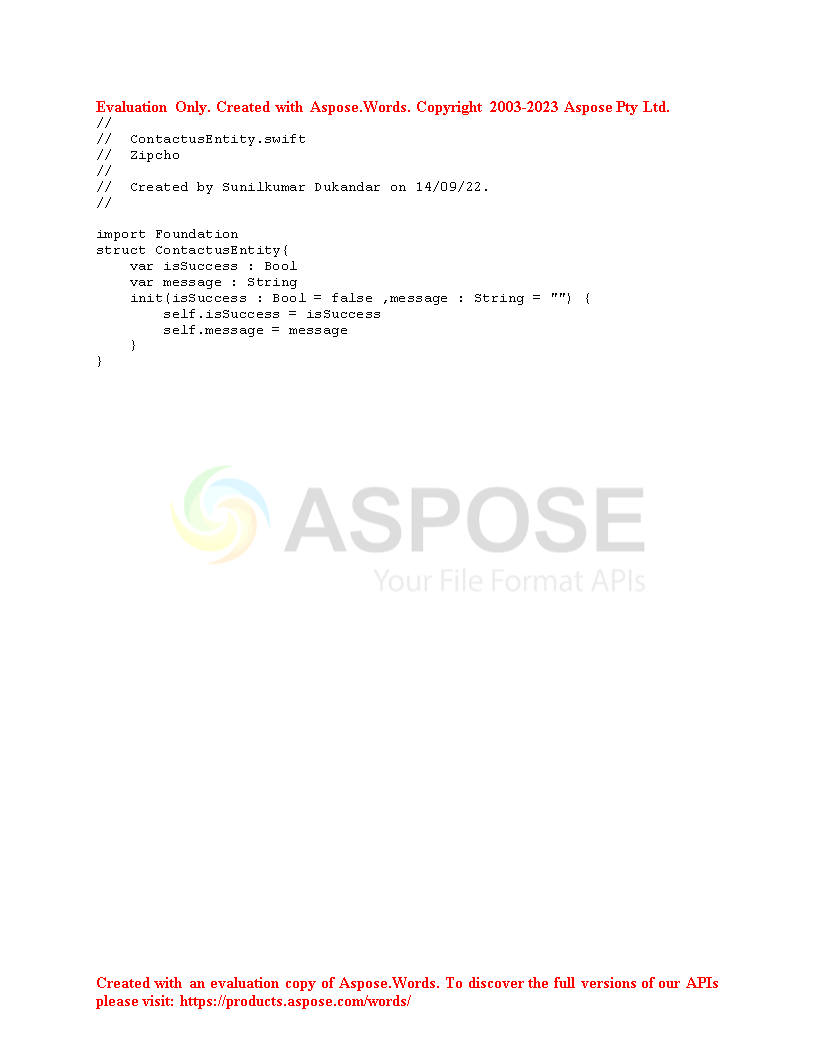 Evaluation Only. Created with Aspose.Words. Copyright 2003-2023 Aspose Pty Ltd.
//
//  ContactusEntity.swift
//  Zipcho
//
//  Created by Sunilkumar Dukandar on 14/09/22.
//
import Foundation
struct ContactusEntity{
    var isSuccess : Bool
    var message : String
    init(isSuccess : Bool = false ,message : String = "") {
        self.isSuccess = isSuccess
        self.message = message
    }
}
ASPOSE
Your File Format APIs
Created with an evaluation copy of Aspose.Words. To discover the full versions of our APIs
please visit: https://products.aspose.com/words/